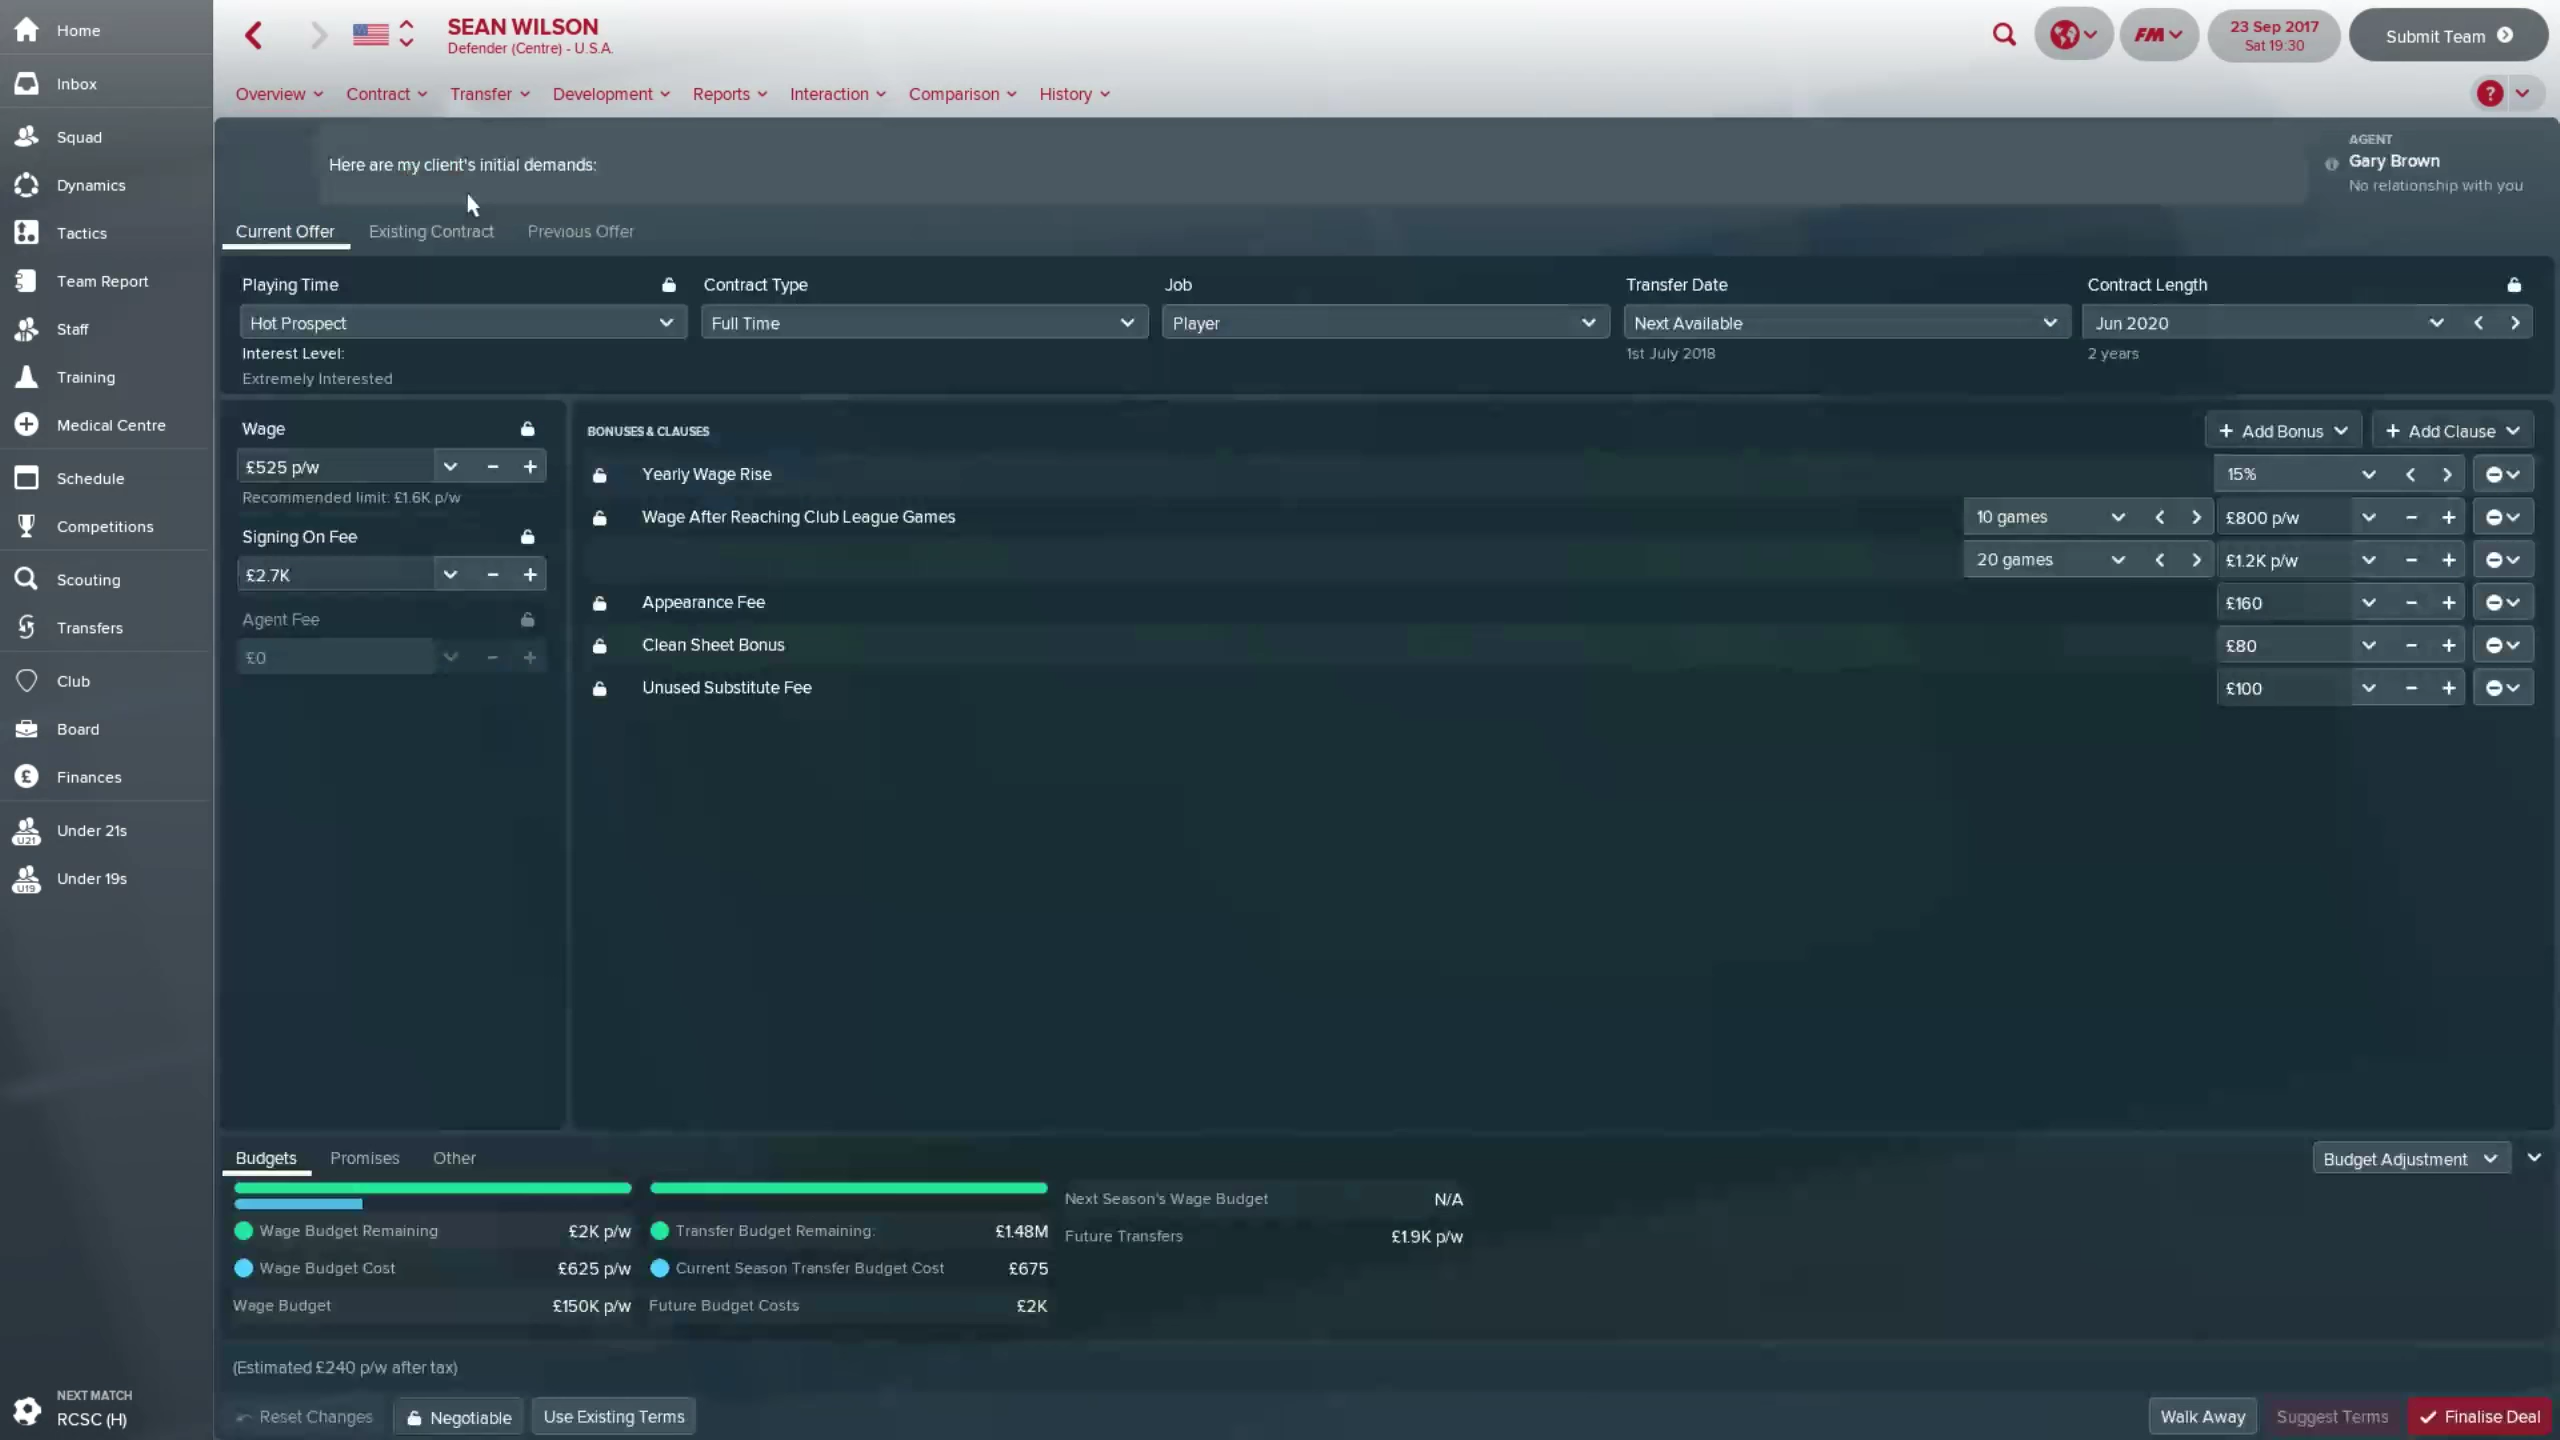 Home
Inbox
Squad
Dynamics
Tactics
Team Report
Staff
Training
Medical Centre
Schedule
Competitions
Scouting
Transfers
Club
Board
Finances
U21
Under 21s
U19
Under 19s
NEXT MATCH
RCSC (H)
SEAN WILSON
Defender (Centre) - U.S.A.
FM
23 Sep 2017
Sat 19:30
Submit Team
Overview
Contract
Transfer
Development
Reports
Interaction
Comparison
History
?
Here are my client's initial demands:
AGENT
Gary Brown
No relationship with you
Current Offer
Existing Contract
Previous Offer
Playing Time
Hot Prospect
Interest Level:
Extremely Interested
Contract Type
Full Time
Job
Player
Transfer Date
Next Available
1st July 2018
Contract Length
Jun 2020
2 years
Wage
£525 p/w
Recommended limit: £1.6K p/w
Signing On Fee
£2.7K
Agent Fee
£0
BONUSES & CLAUSES
+ Add Bonus
+ Add Clause
Yearly Wage Rise 15%
Wage After Reaching Club League Games 10 games £800 p/w
20 games £1.2K p/w
Appearance Fee £160
Clean Sheet Bonus £80
Unused Substitute Fee £100
Budgets
Promises
Other
Budget Adjustment
Wage Budget Remaining £2K p/w
Wage Budget Cost £625 p/w
Wage Budget £150K p/w
Transfer Budget Remaining: £1.48M
Current Season Transfer Budget Cost £675
Future Budget Costs £2K
Next Season's Wage Budget N/A
Future Transfers £1.9K p/w
(Estimated £240 p/w after tax)
Reset Changes
Negotiable
Use Existing Terms
Walk Away
Suggest Terms
Finalise Deal